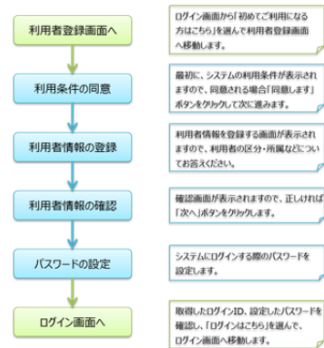 利用者登録画面へ
ログイン画面から「初めてご利用になる
方はこちら」を選んで利用者登録画面
へ移動します。
利用条件の同意
最初に、システムの利用条件が表示され
ますので、同意される場合「同意します」
ボタンをクリックして次に進みます。
利用者情報の登録
利用者情報を登録する画面が表示され
ますので、利用者の区分・所属などについ
てお答えください。
利用者情報の確認
確認画面が表示されますので、正しければ
「次へ」ボタンをクリックします。
パスワードの設定
システムにログインする際のパスワードを
設定します。
ログイン画面へ
取得したログインID、設定したパスワードを
確認し、「ログインはこちら」を選んで、
ログイン画面へ移動します。